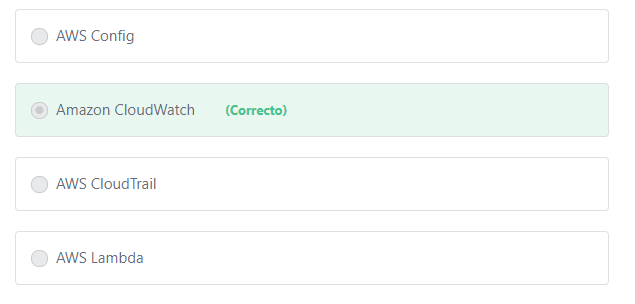 AWS Config
Amazon CloudWatch (Correcto)
AWS CloudTrail
AWS Lambda